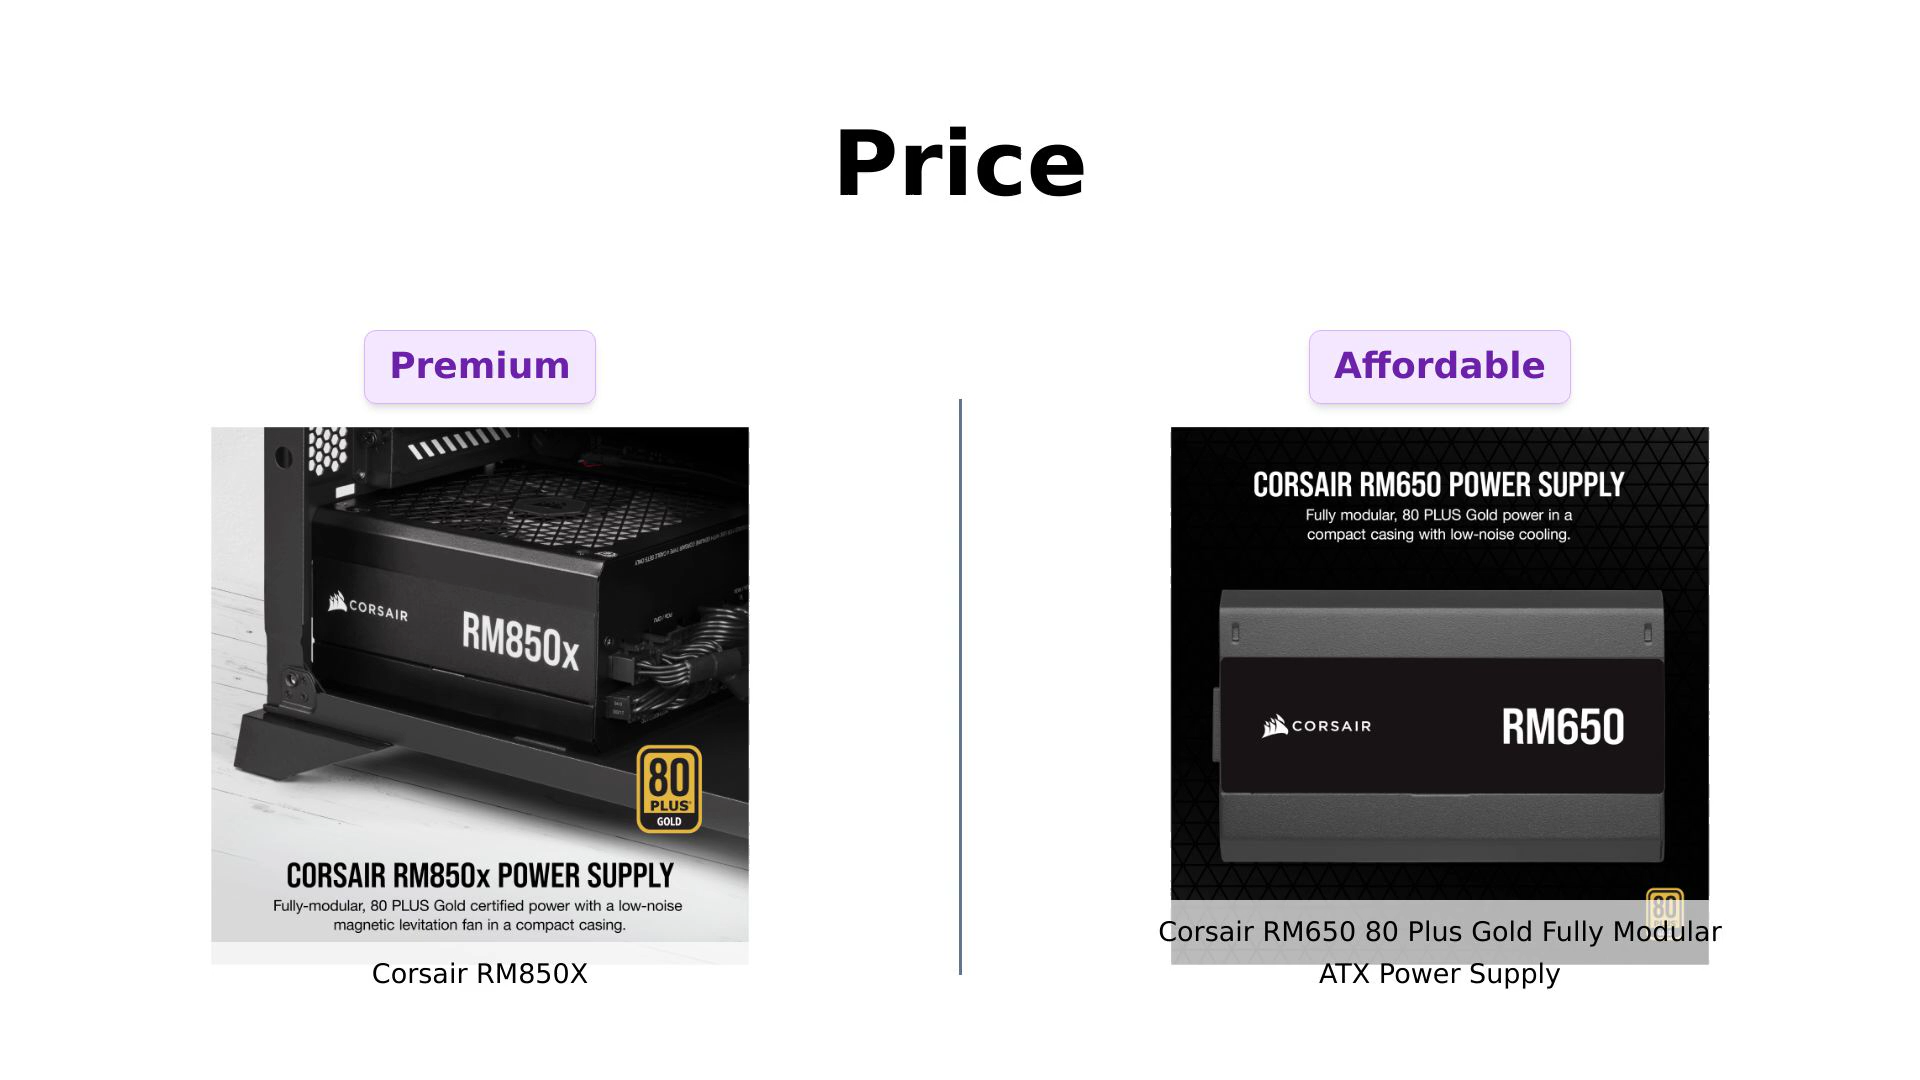 Price
Premium
Affordable
CORSAIR
RM850x
80
PLUS
GOLD
CORSAIR RM850x POWER SUPPLY
Fully-modular, 80 PLUS Gold certified power with a low-noise
magnetic levitation fan in a compact casing.
Corsair RM850X
CORSAIR RM650 POWER SUPPLY
Fully modular, 80 PLUS Gold power in a
compact casing with low-noise cooling.
CORSAIR
RM650
80
Corsair RM650 80 Plus Gold Fully Modular
ATX Power Supply